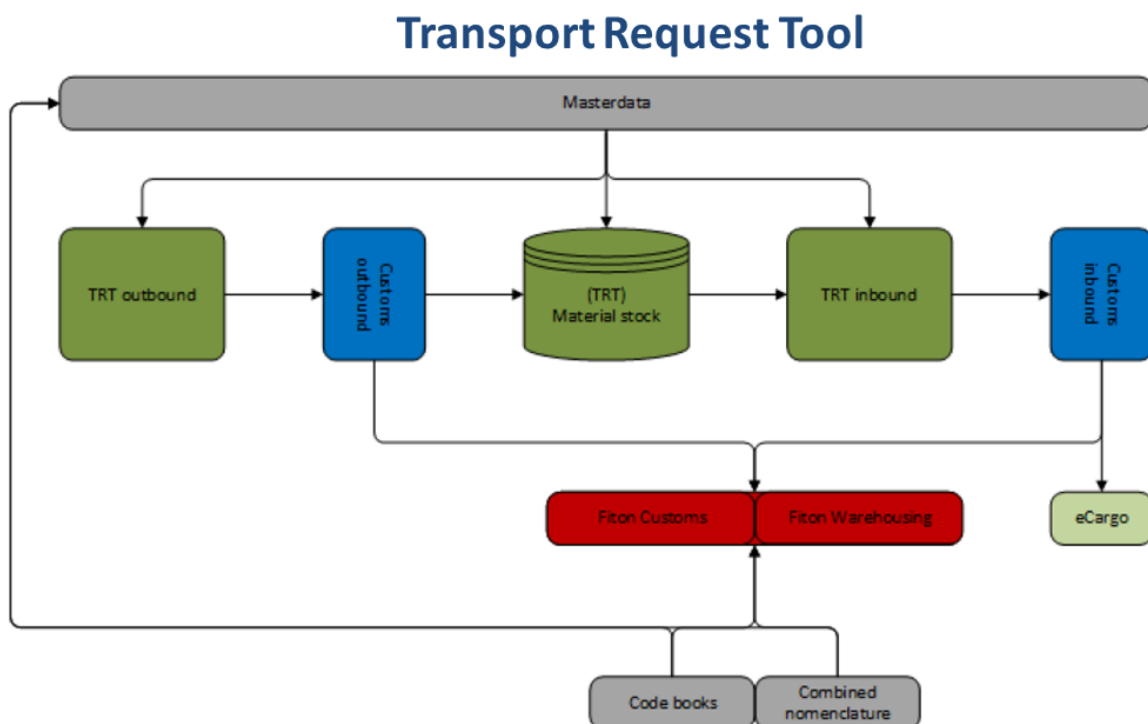 Transport Request Tool
Masterdata
TRT outbound
Customs
outbound
(TRT)
Material stock
TRT inbound
Customs
inbound
Fiton Customs
Fiton Warehousing
eCargo
Code books
Combined
nomenclature